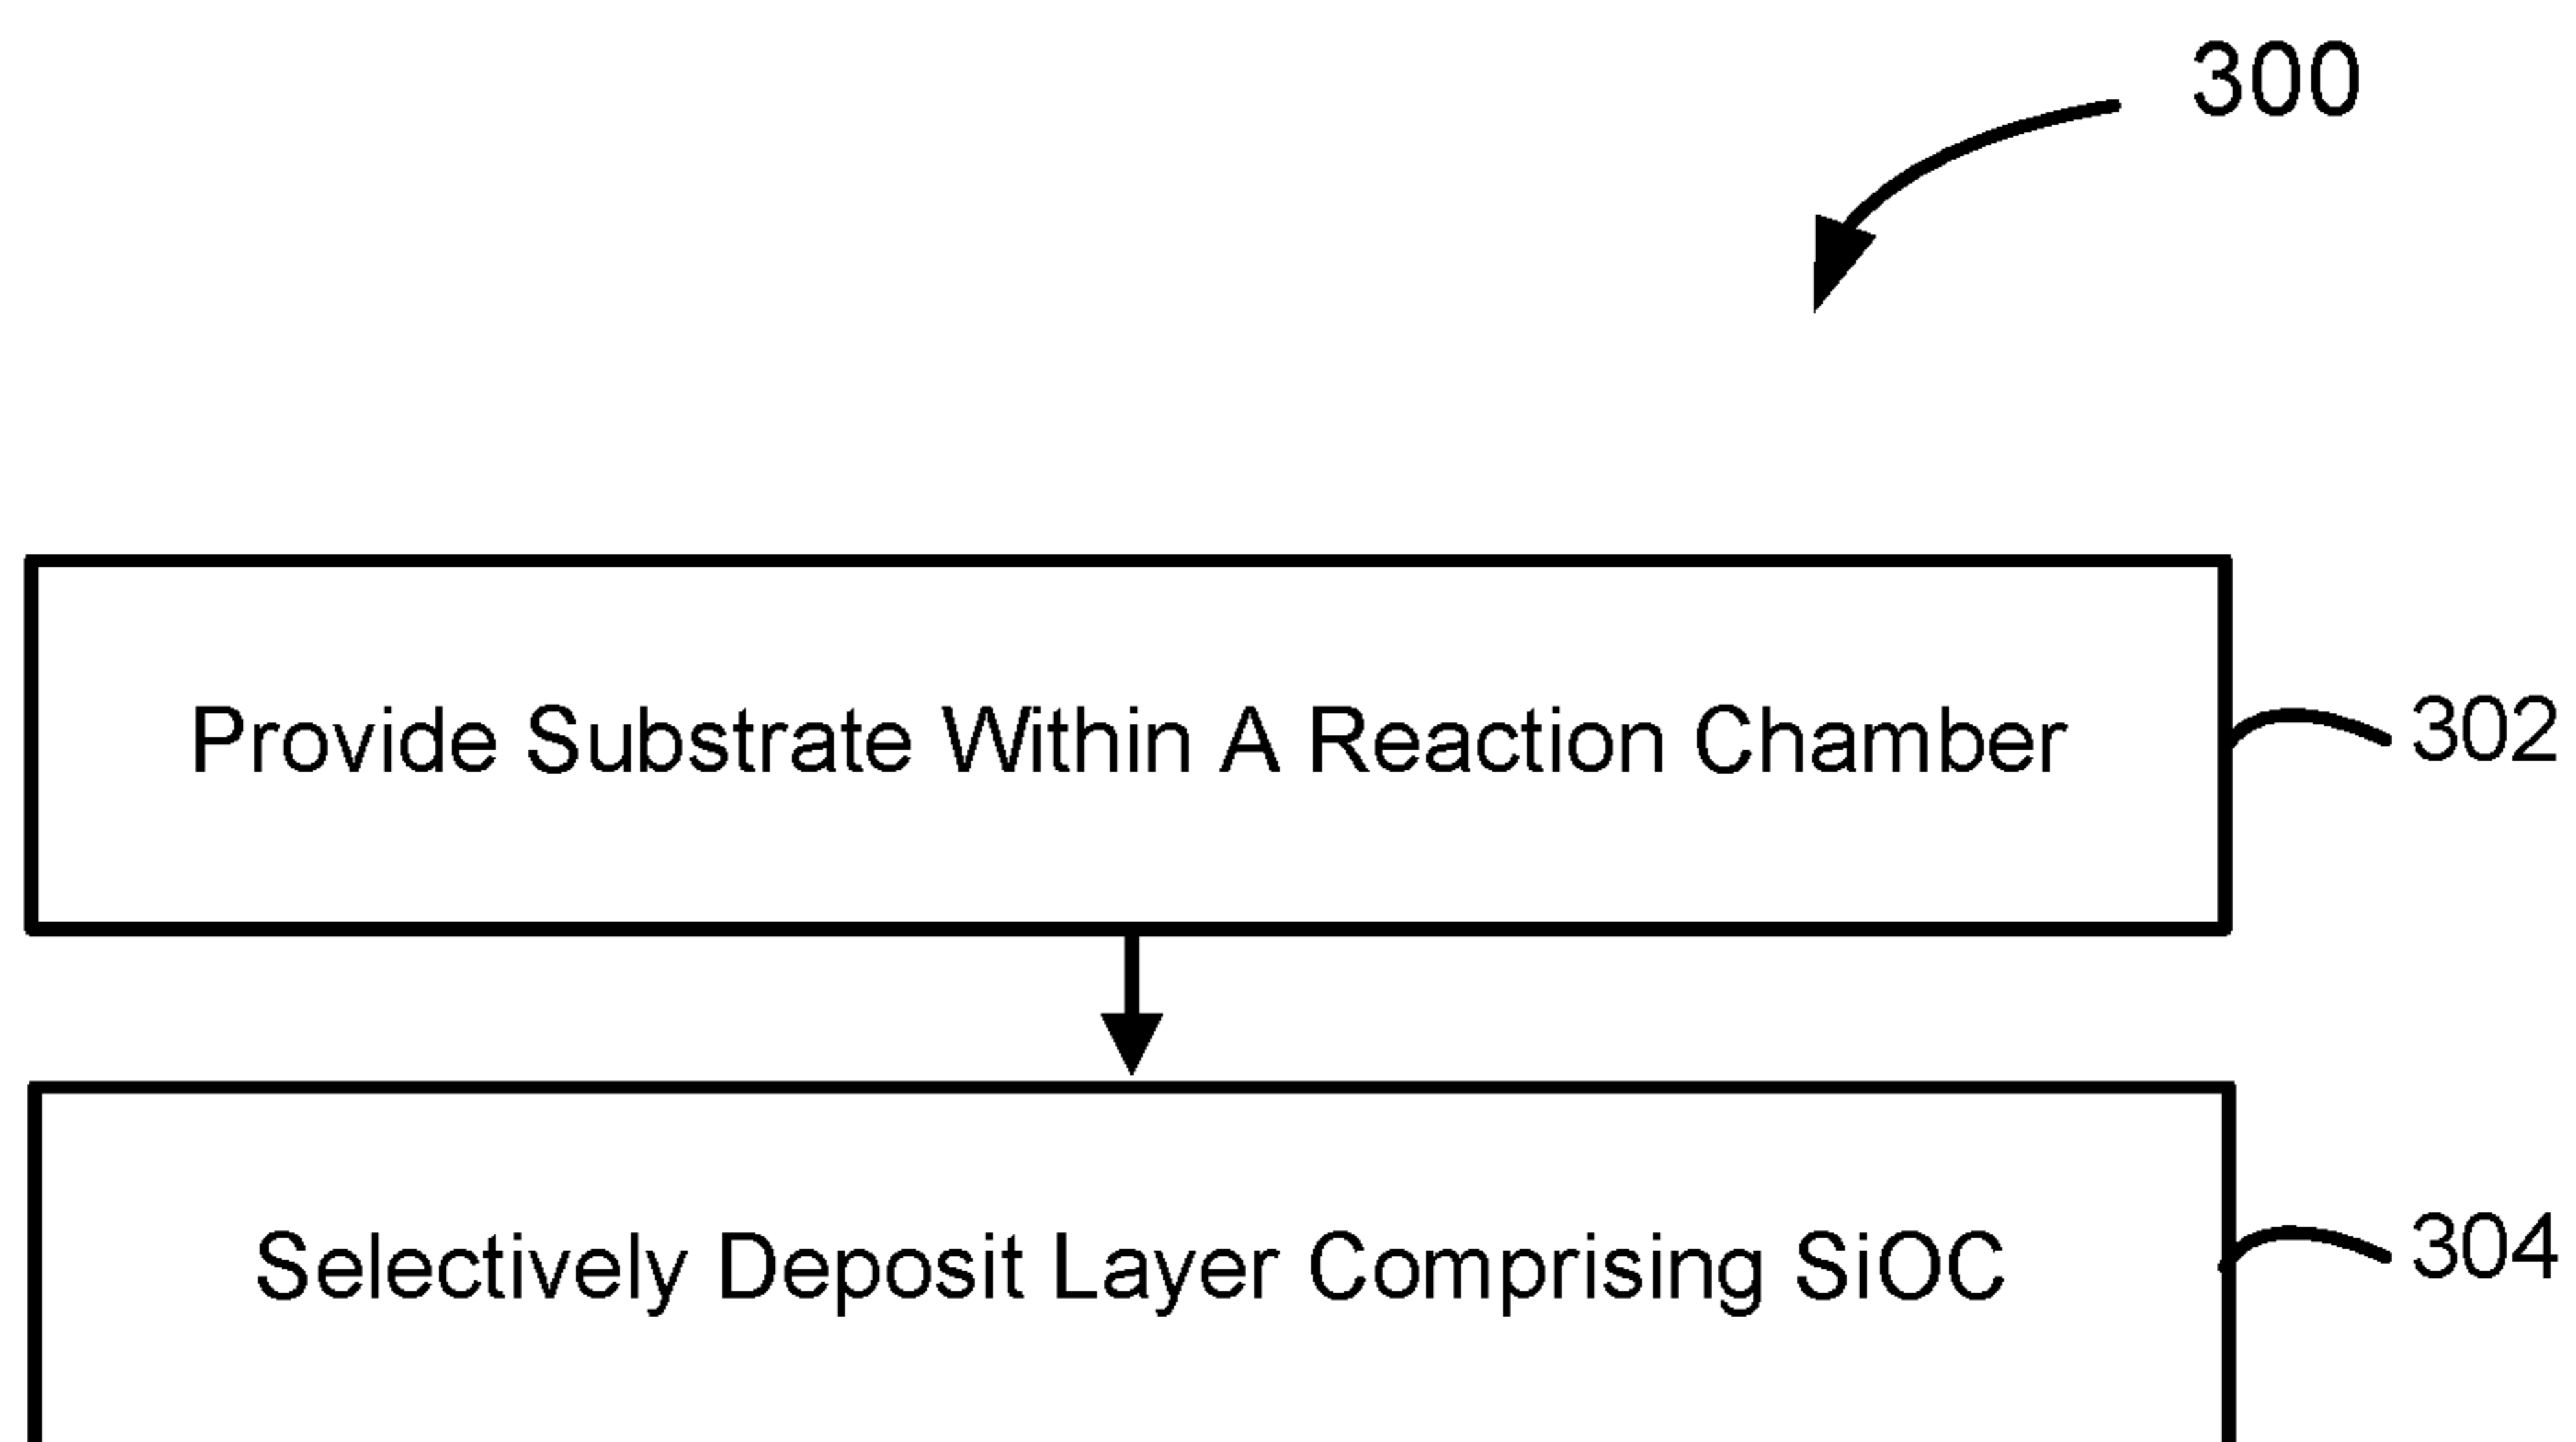 300
Provide Substrate Within A Reaction Chamber
302
Selectively Deposit Layer Comprising SiOC
304